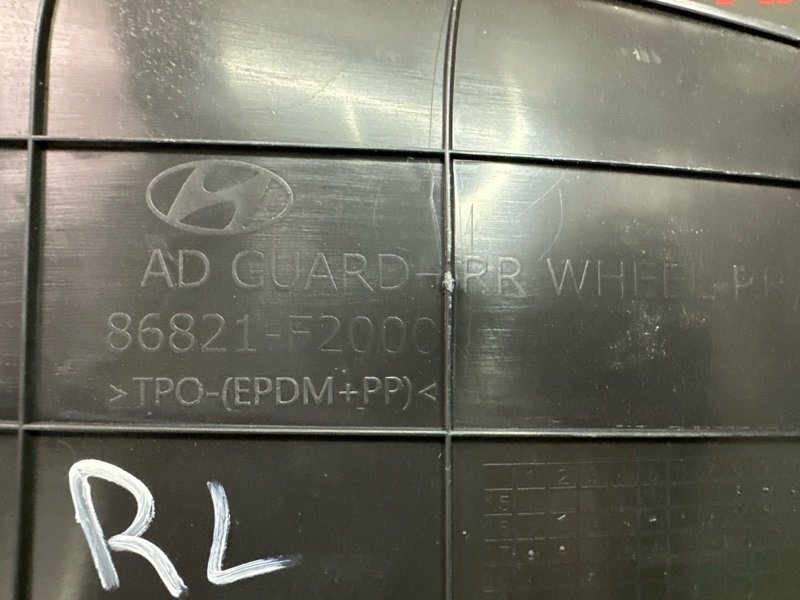 AD GUARD-RR WHEEL
86821-F2000
>TPO-(EPDM+PP)<
RL